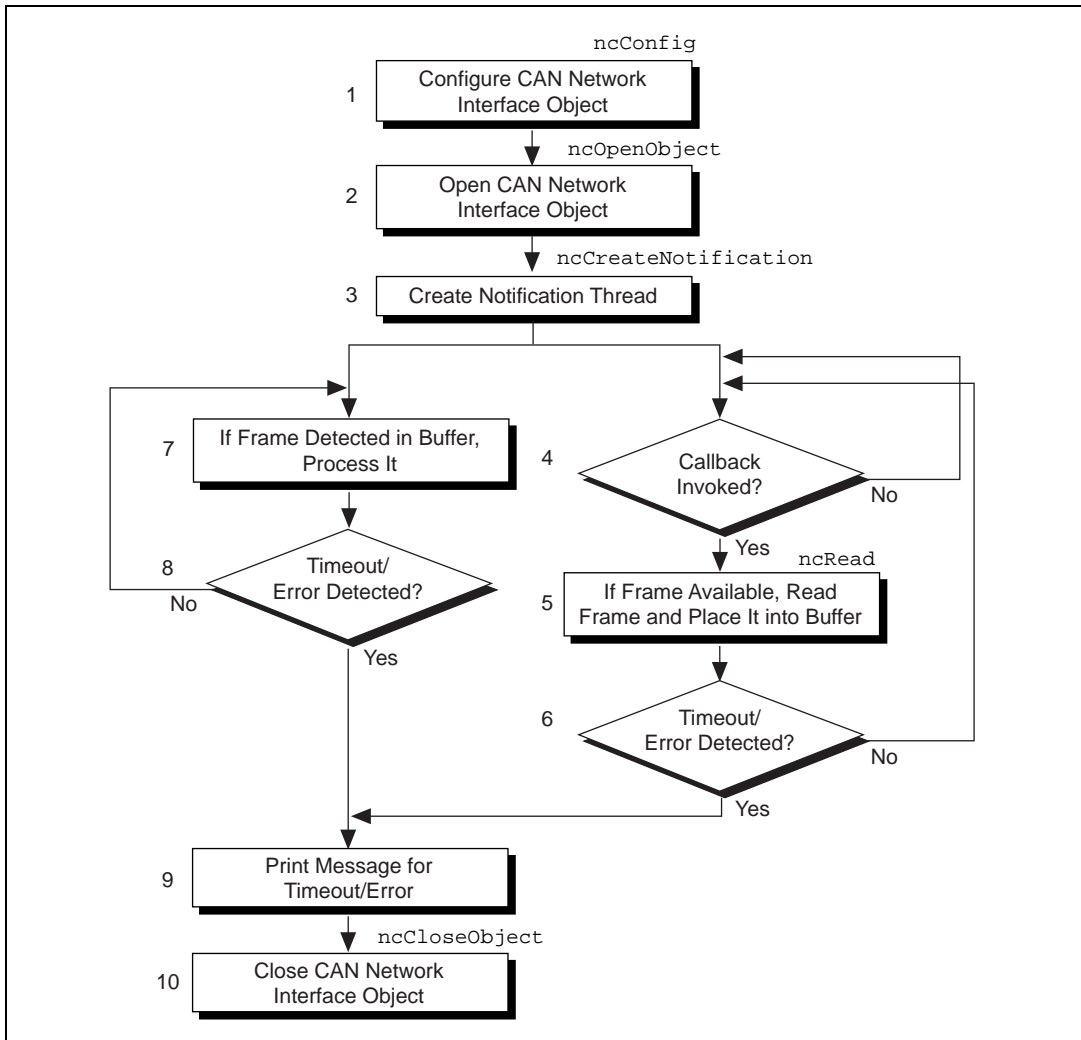 ncConfig
1
Configure CAN Network
Interface Object
ncOpenObject
2
Open CAN Network
Interface Object
ncCreateNotification
3
Create Notification Thread
7
If Frame Detected in Buffer,
Process It
8
Timeout/
Error Detected?
No
Yes
4
Callback
Invoked?
No
Yes
ncRead
5
If Frame Available, Read
Frame and Place It into Buffer
6
Timeout/
Error Detected?
No
Yes
9
Print Message for
Timeout/Error
ncCloseObject
10
Close CAN Network
Interface Object